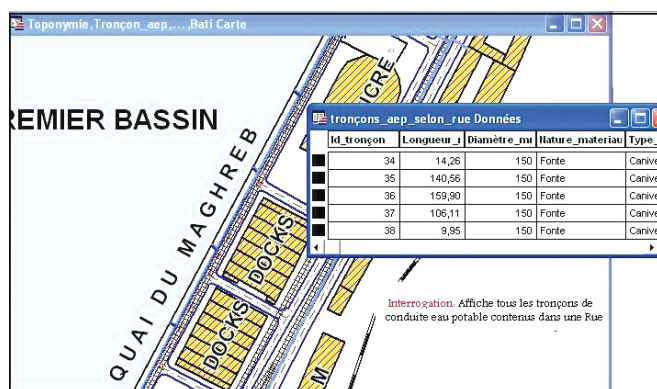 Toponymie,Tronçon_aep,...,Bati Carte
REMIER BASSIN
QUAI DU MAGHREB
DOCKS
DOCKS
tronçons_aep_selon_rue Données
Id_tronçon Longueur_r Diamètre_mr Nature_materiau Type_
34 14,26 150 Fonte Canive
35 140,56 150 Fonte Canive
36 159,90 150 Fonte Canive
37 106,11 150 Fonte Canive
38 9,95 150 Fonte Canive
Interrogation: Affiche tous les tronçons de
conduite eau potable contenus dans une Rue
M